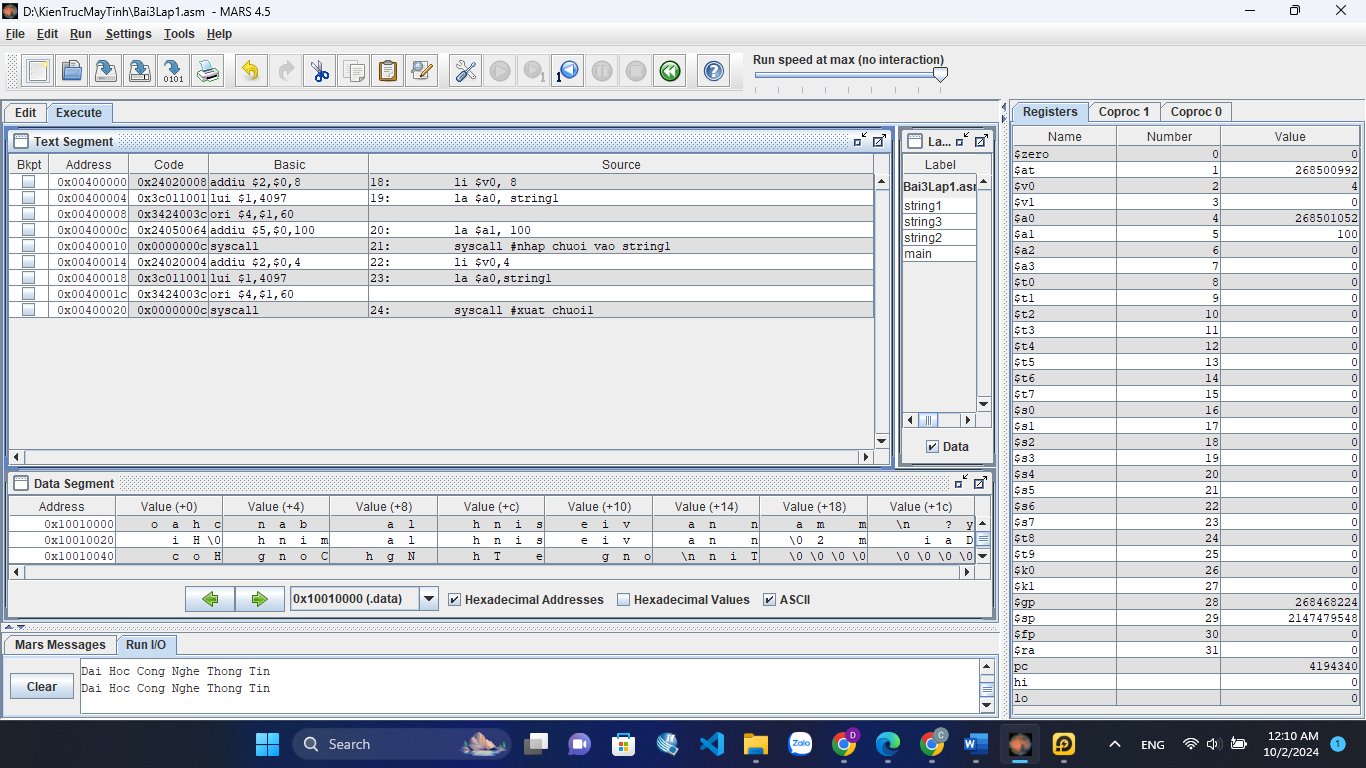 D:\KienTrucMayTinh\Bai3Lap1.asm - MARS 4.5
File Edit Run Settings Tools Help
Run speed at max (no interaction)
Edit Execute
Registers Coproc 1 Coproc 0
Text Segment
La...
Bkpt Address Code Basic Source
0x00400000 0x24020008 addiu $2,$0,8 18: li $v0, 8
0x00400004 0x3c011001 lui $1,4097 19: la $a0, string1
0x00400008 0x3424003c ori $4,$1,60
0x0040000c 0x24050064 addiu $5,$0,100 20: la $a1, 100
0x00400010 0x0000000c syscall 21: syscall #nhap chuoi vao string1
0x00400014 0x24020004 addiu $2,$0,4 22: li $v0,4
0x00400018 0x3c011001 lui $1,4097 23: la $a0,string1
0x0040001c 0x3424003c ori $4,$1,60
0x00400020 0x0000000c syscall 24: syscall #xuat chuoi1
Label
Bai3Lap1.asm
string1
string3
string2
main
Data
Name Number Value
$zero 0 0
$at 1 268500992
$v0 2 4
$v1 3 0
$a0 4 268501052
$a1 5 100
$a2 6 0
$a3 7 0
$t0 8 0
$t1 9 0
$t2 10 0
$t3 11 0
$t4 12 0
$t5 13 0
$t6 14 0
$t7 15 0
$s0 16 0
$s1 17 0
$s2 18 0
$s3 19 0
$s4 20 0
$s5 21 0
$s6 22 0
$s7 23 0
$t8 24 0
$t9 25 0
$k0 26 0
$k1 27 0
$gp 28 268468224
$sp 29 2147479548
$fp 30 0
$ra 31 0
pc 4194340
hi 0
lo 0
Data Segment
Address Value (+0) Value (+4) Value (+8) Value (+c) Value (+10) Value (+14) Value (+18) Value (+1c)
0x10010000 o a h c n a b a l h n i s e i v a n n a m m \n ? y
0x10010020 i H \0 h n i m a l h n i s e i v a n n \0 2 m i a D
0x10010040 c o H g n o C h g N h T e g n o \n n i T \0 \0 \0 \0 \0 \0 \0 \0
0x10010000 (.data) Hexadecimal Addresses Hexadecimal Values ASCII
Mars Messages Run I/O
Clear
Dai Hoc Cong Nghe Thong Tin
Dai Hoc Cong Nghe Thong Tin
Search
Zalo
ENG
12:10 AM
10/2/2024
1